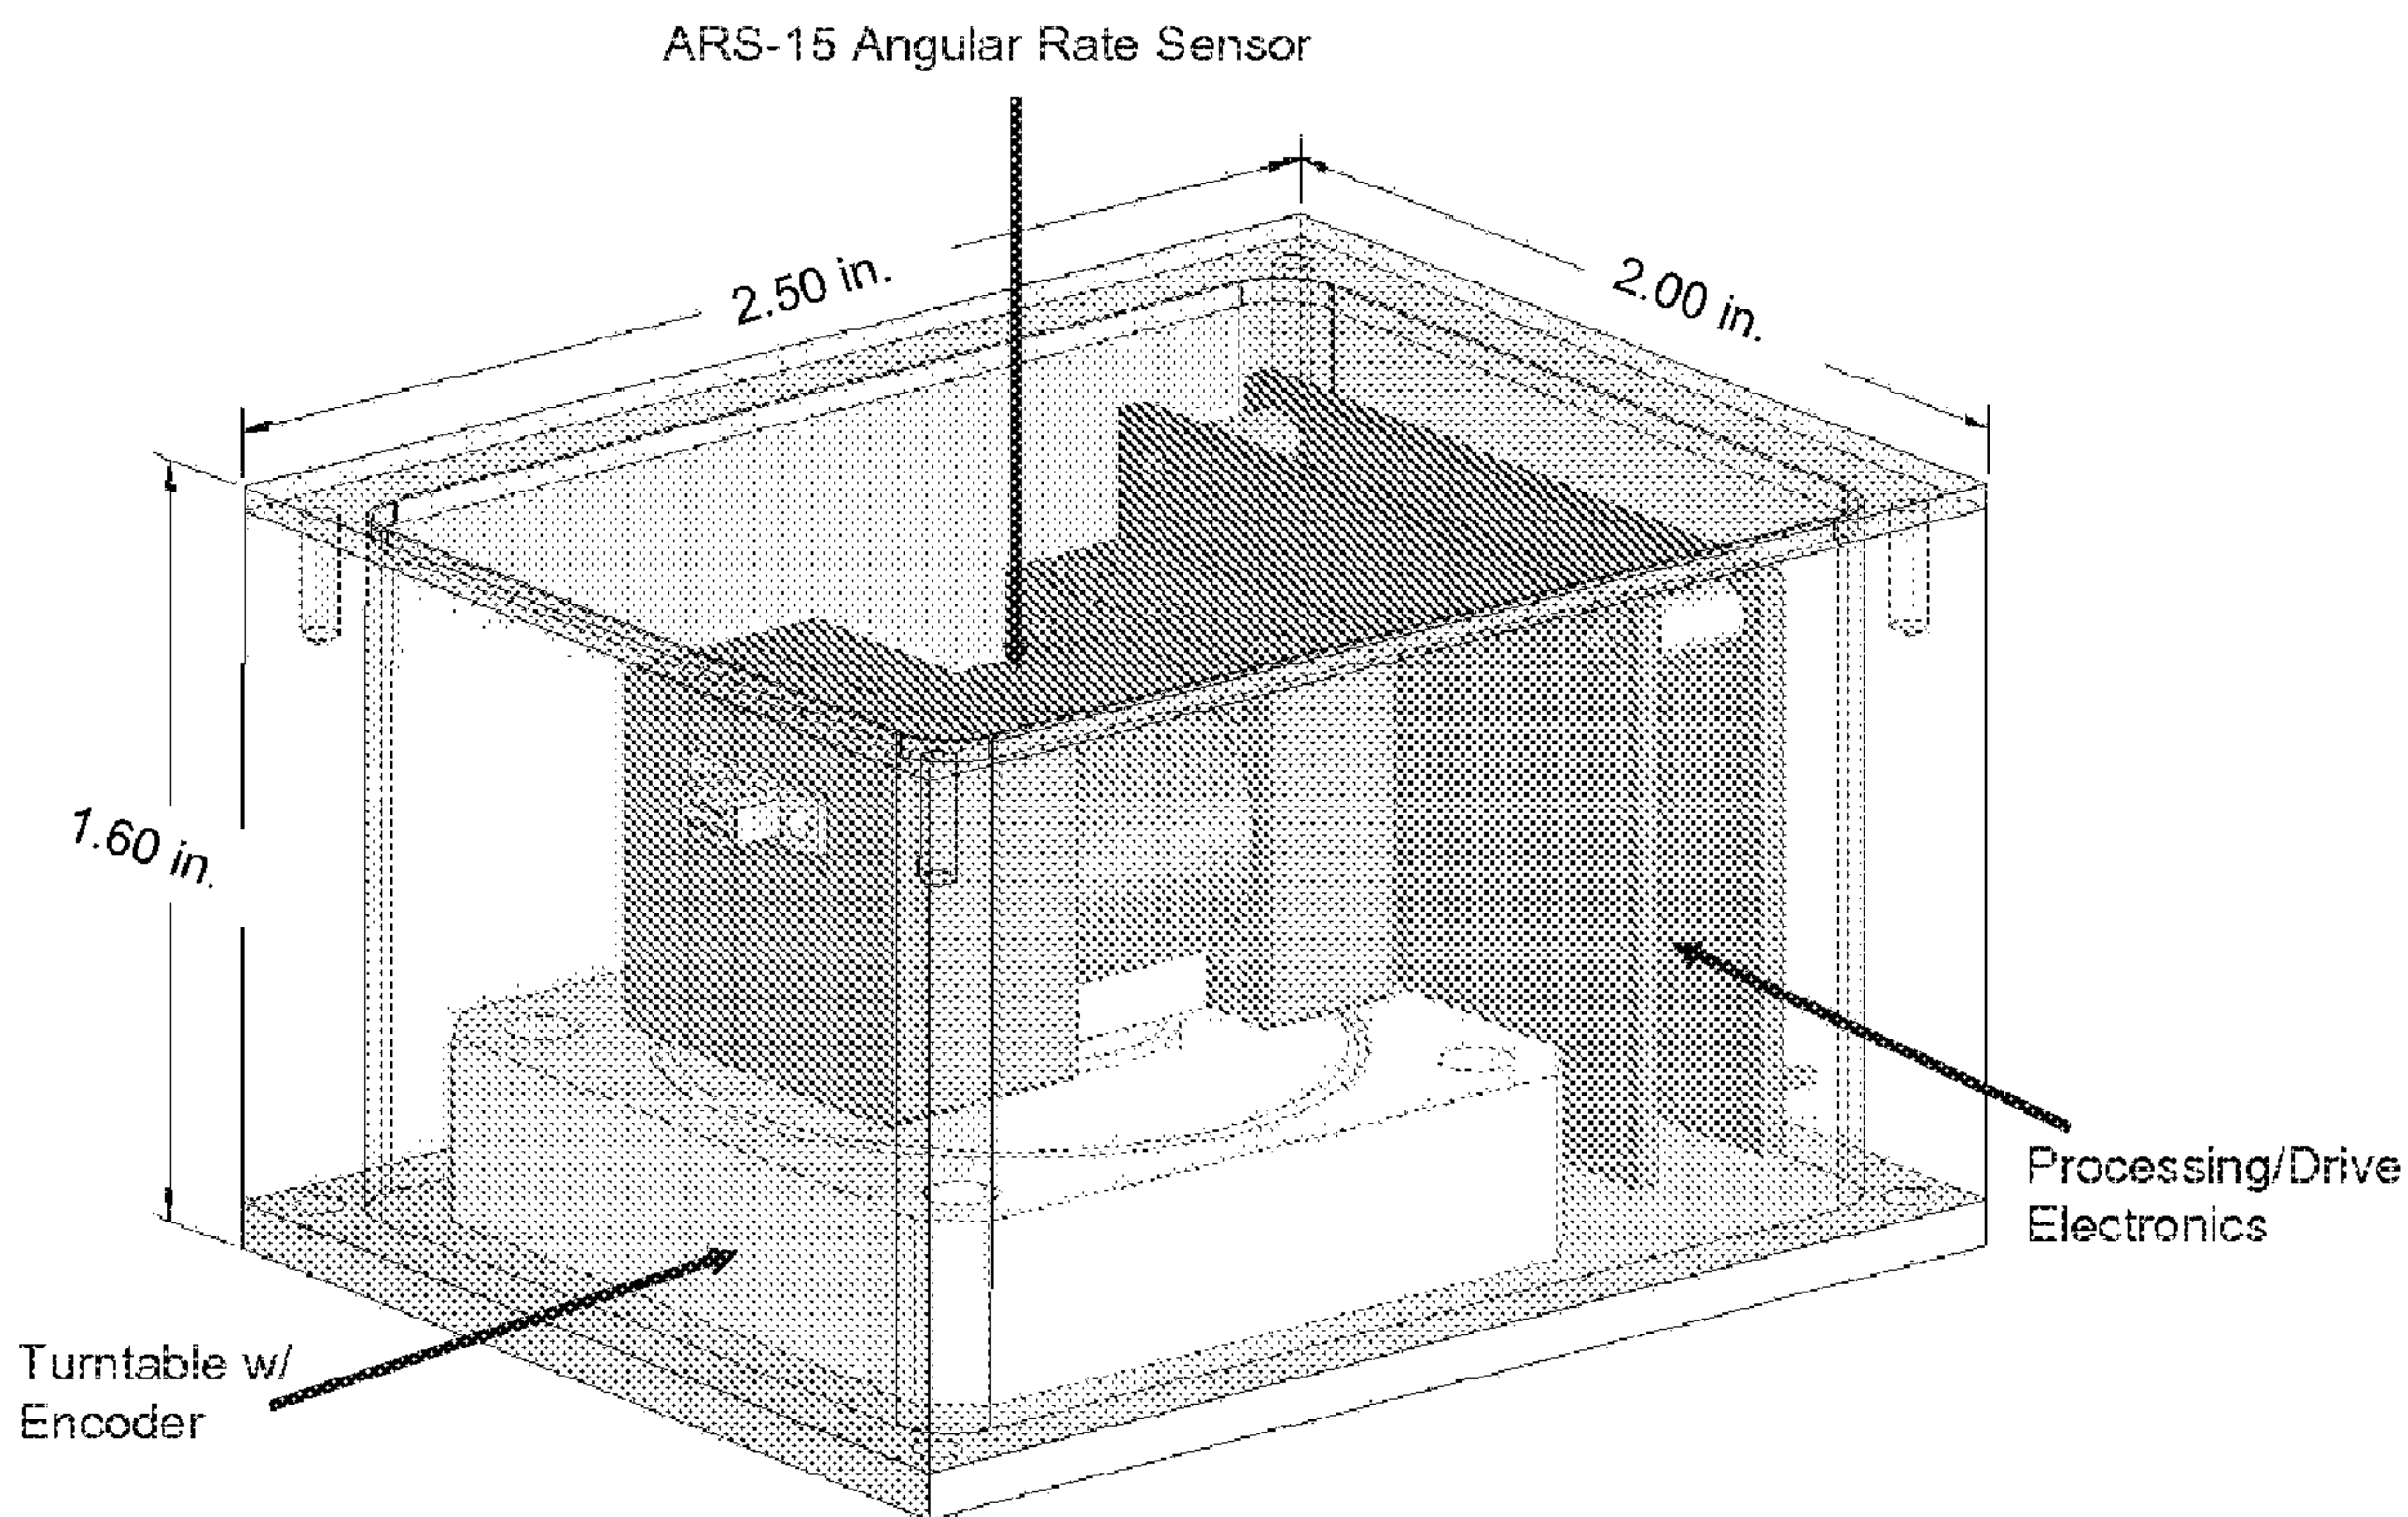 ARS-15 Angular Rate Sensor
2.50 in.
2.00 in.
1.60 in.
Processing/Drive
Electronics
Turntable w/
Encoder